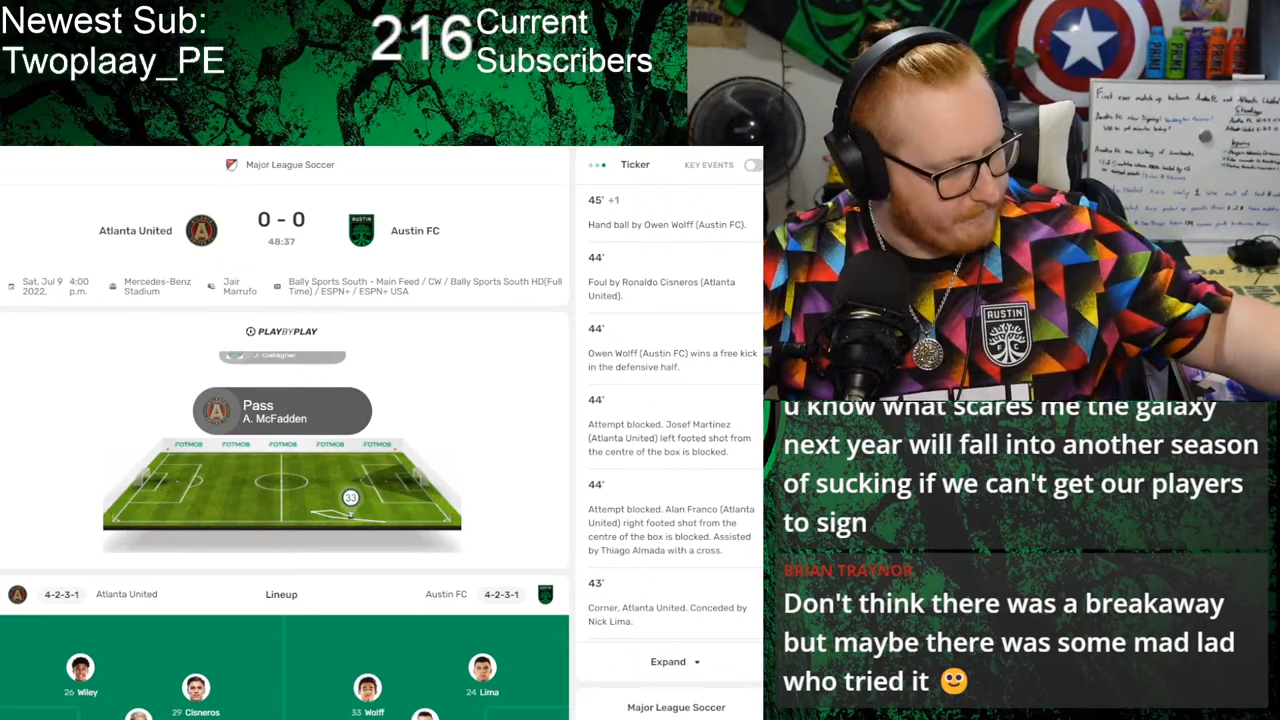 Newest Sub:
Twoplaay_PE
216 Current
Subscribers
PRIME
Major League Soccer
Atlanta United
0 - 0
48:37
AUSTIN
Austin FC
Sat, Jul 9 4:00
2022, p.m.
Mercedes-Benz
Stadium
Jair
Marrufo
Bally Sports South - Main Feed / CW / Bally Sports South HD(Full
Time) / ESPN+ / ESPN+ USA
PLAYBYPLAY
J. Gallagher
Pass
A. McFadden
FOTMOB FOTMOB FOTMOB FOTMOB FOTMOB
33
4-2-3-1 Atlanta United
Lineup
Austin FC 4-2-3-1
26 Wiley
29 Cisneros
33 Wolff
24 Lima
Ticker
KEY EVENTS
45' +1
Hand ball by Owen Wolff (Austin FC).
44'
Foul by Ronaldo Cisneros (Atlanta
United).
44'
Owen Wolff (Austin FC) wins a free kick
in the defensive half.
44'
Attempt blocked. Josef Martínez
(Atlanta United) left footed shot from
the centre of the box is blocked.
44'
Attempt blocked. Alan Franco (Atlanta
United) right footed shot from the
centre of the box is blocked. Assisted
by Thiago Almada with a cross.
43'
Corner, Atlanta United. Conceded by
Nick Lima.
Expand
Major League Soccer
AUSTIN
FC
u know what scares me the galaxy
next year will fall into another season
of sucking if we can't get our players
to sign
BRIAN TRAYNOR
Don't think there was a breakaway
but maybe there was some mad lad
who tried it